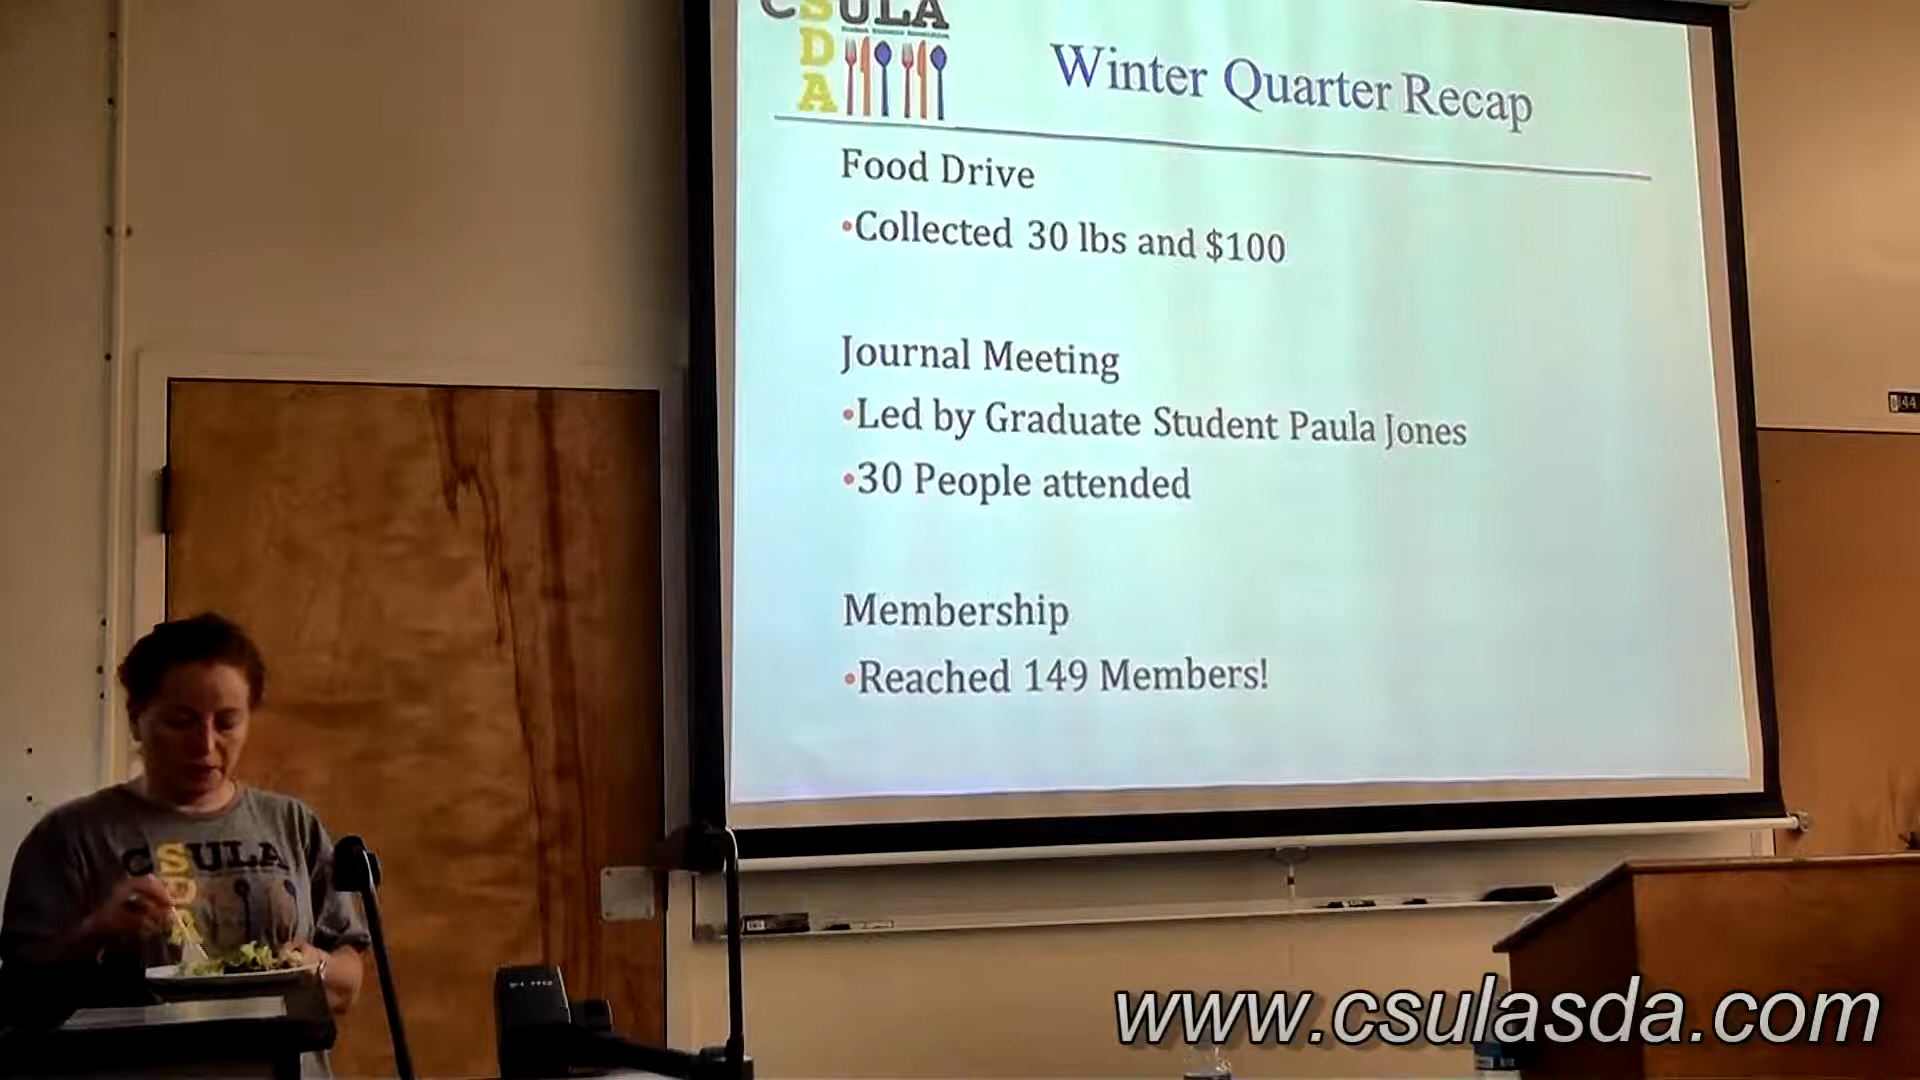 CSULA
SDA
Winter Quarter Recap
Food Drive
•Collected 30 lbs and $100
Journal Meeting
•Led by Graduate Student Paula Jones
•30 People attended
Membership
•Reached 149 Members!
CSULA
SDA
www.csulasda.com